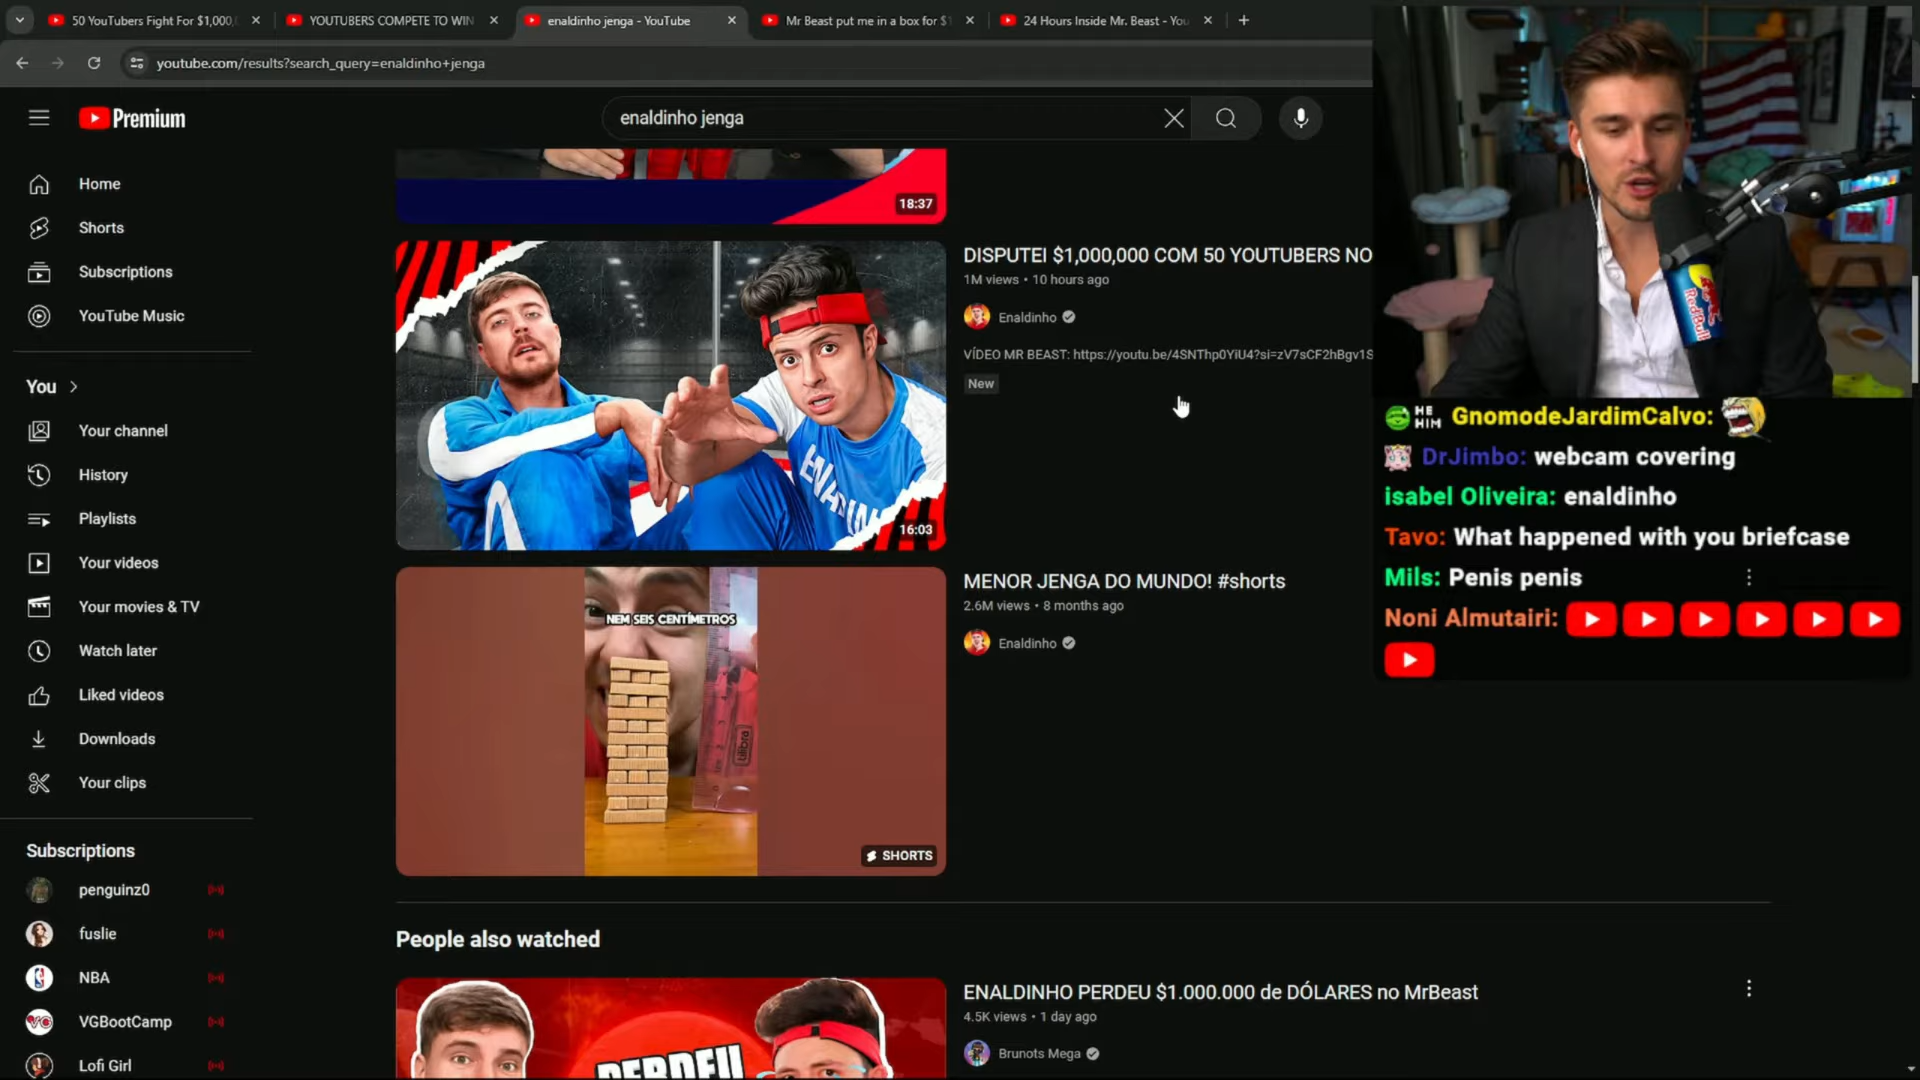 50 YouTubers Fight For $1,000,
YOUTUBERS COMPETE TO WIN
enaldinho jenga - YouTube
Mr Beast put me in a box for $1
24 Hours Inside Mr. Beast - You
youtube.com/results?search_query=enaldinho+jenga
Premium
enaldinho jenga
Home
Shorts
Subscriptions
YouTube Music
You
Your channel
History
Playlists
Your videos
Your movies & TV
Watch later
Liked videos
Downloads
Your clips
Subscriptions
penguinz0
fuslie
NBA
VGBootCamp
Lofi Girl
18:37
ENALDINH
16:03
DISPUTEI $1,000,000 COM 50 YOUTUBERS NO
1M views • 10 hours ago
Enaldinho
VÍDEO MR BEAST: https://youtu.be/4SNThp0YiU4?si=zV7sCF2hBgv1S
New
NEM SEIS CENTÍMETROS
SHORTS
MENOR JENGA DO MUNDO! #shorts
2.6M views • 8 months ago
Enaldinho
People also watched
PERDEU
ENALDINHO PERDEU $1.000.000 de DÓLARES no MrBeast
4.5K views • 1 day ago
Brunots Mega
RedBull
HE HIM GnomodeJardimCalvo:
DrJimbo: webcam covering
isabel Oliveira: enaldinho
Tavo: What happened with you briefcase
Mils: Penis penis
Noni Almutairi: